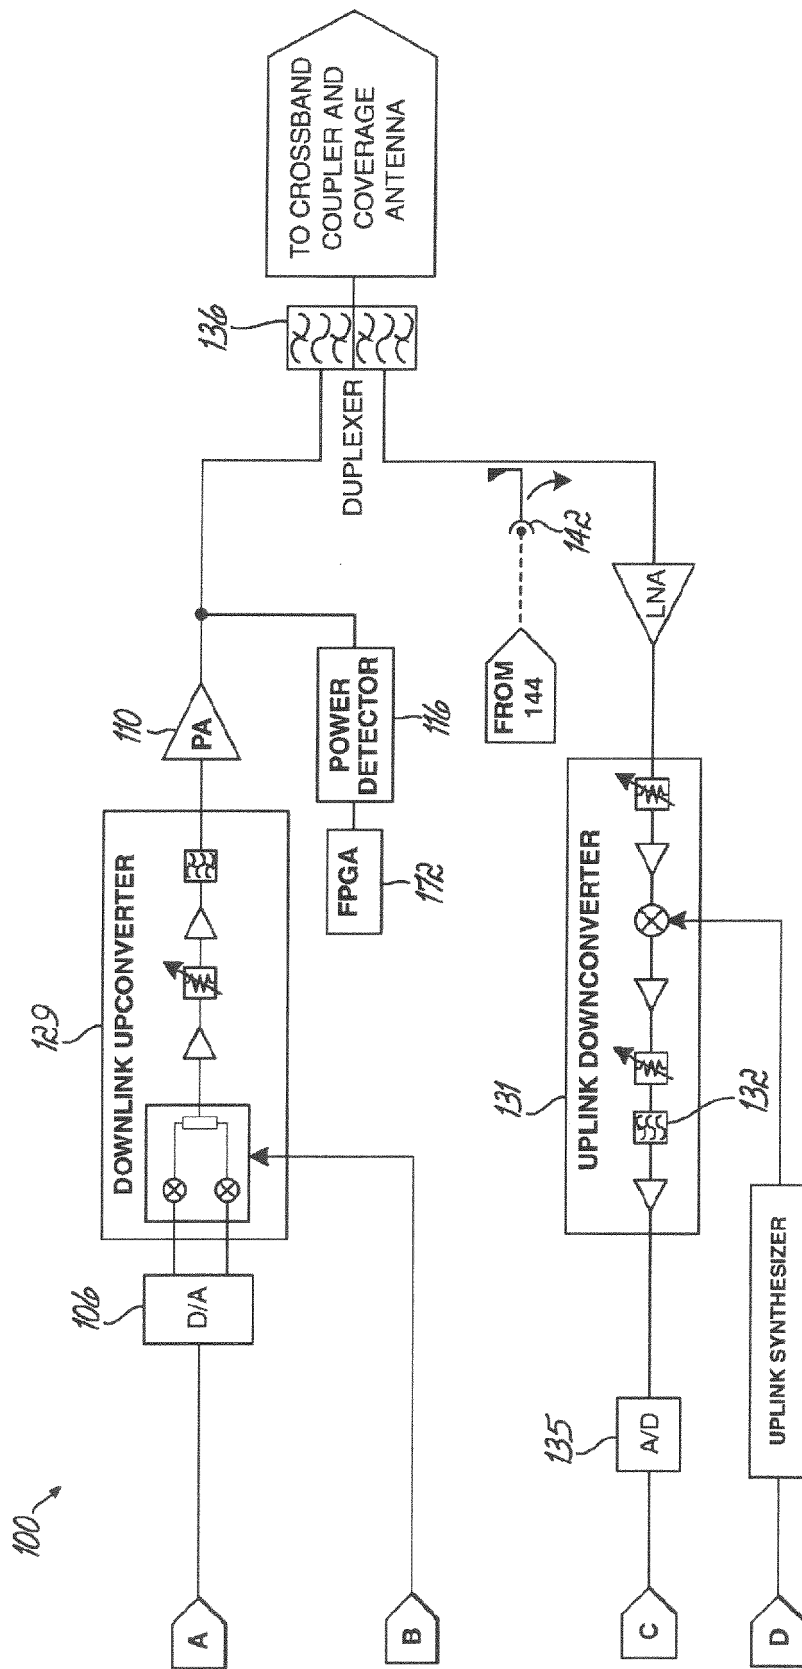 100
A
106
D/A
129
DOWNLINK UPCONVERTER
110
PA
B
FPGA
172
POWER
DETECTOR
116
136
DUPLEXER
TO CROSSBAND
COUPLER AND
COVERAGE
ANTENNA
FROM
144
142
C
135
A/D
131
UPLINK DOWNCONVERTER
132
LNA
D
UPLINK SYNTHESIZER